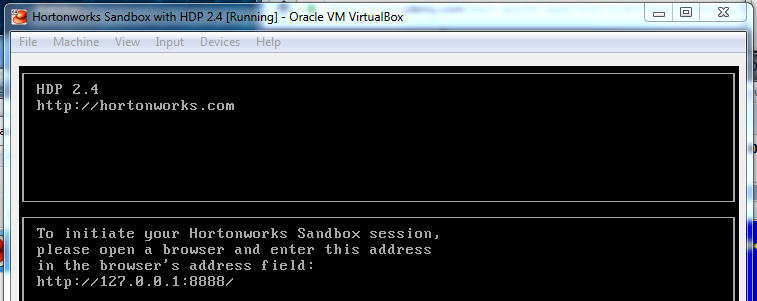 Hortonworks Sandbox with HDP 2.4 [Running] - Oracle VM VirtualBox
File Machine View Input Devices Help
HDP 2.4
http://hortonworks.com
To initiate your Hortonworks Sandbox session,
please open a browser and enter this address
in the browser's address field:
http://127.0.0.1:8888/